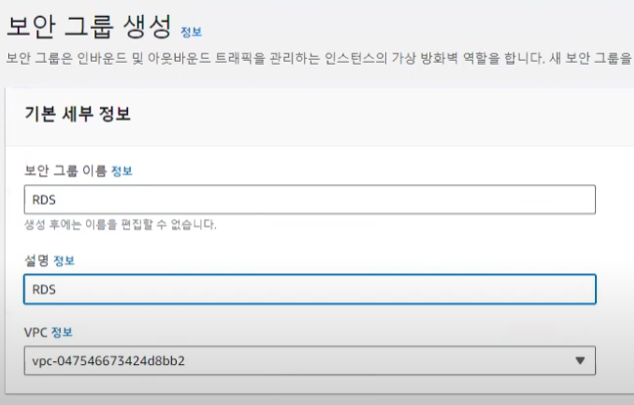 보안 그룹 생성 정보
보안 그룹은 인바운드 및 아웃바운드 트래픽을 관리하는 인스턴스의 가상 방화벽 역할을 합니다. 새 보안 그룹을
기본 세부 정보
보안 그룹 이름 정보
RDS
생성 후에는 이름을 편집할 수 없습니다.
설명 정보
RDS
VPC 정보
vpc-047546673424d8bb2